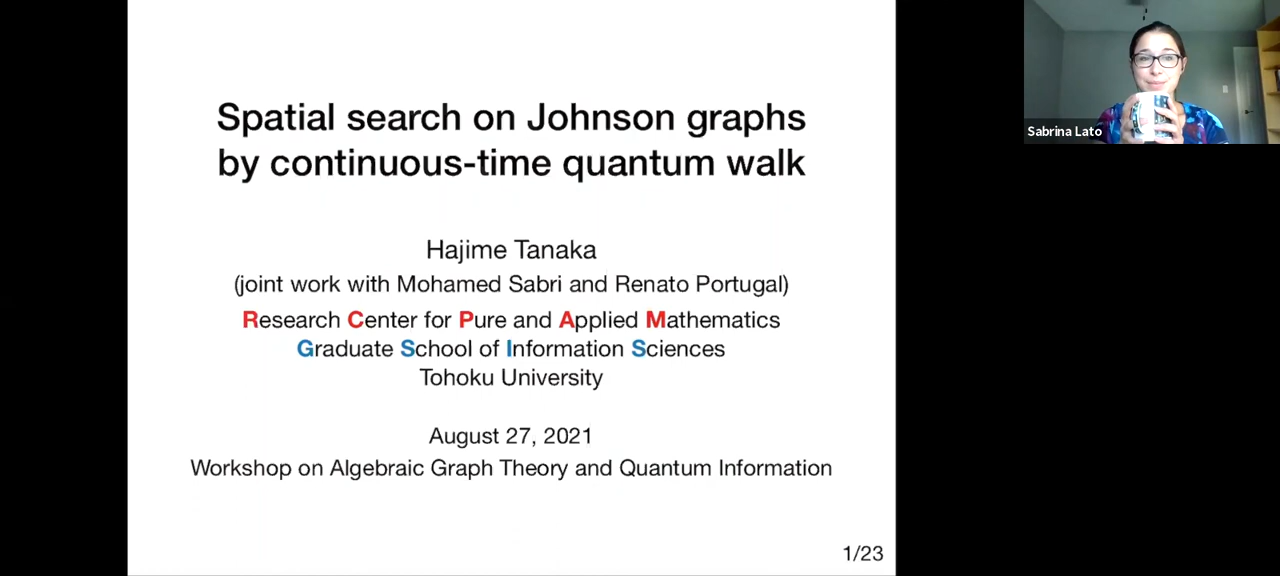 Spatial search on Johnson graphs
by continuous-time quantum walk
Hajime Tanaka
(joint work with Mohamed Sabri and Renato Portugal)
Research Center for Pure and Applied Mathematics
Graduate School of Information Sciences
Tohoku University
August 27, 2021
Workshop on Algebraic Graph Theory and Quantum Information
1/23
Sabrina Lato